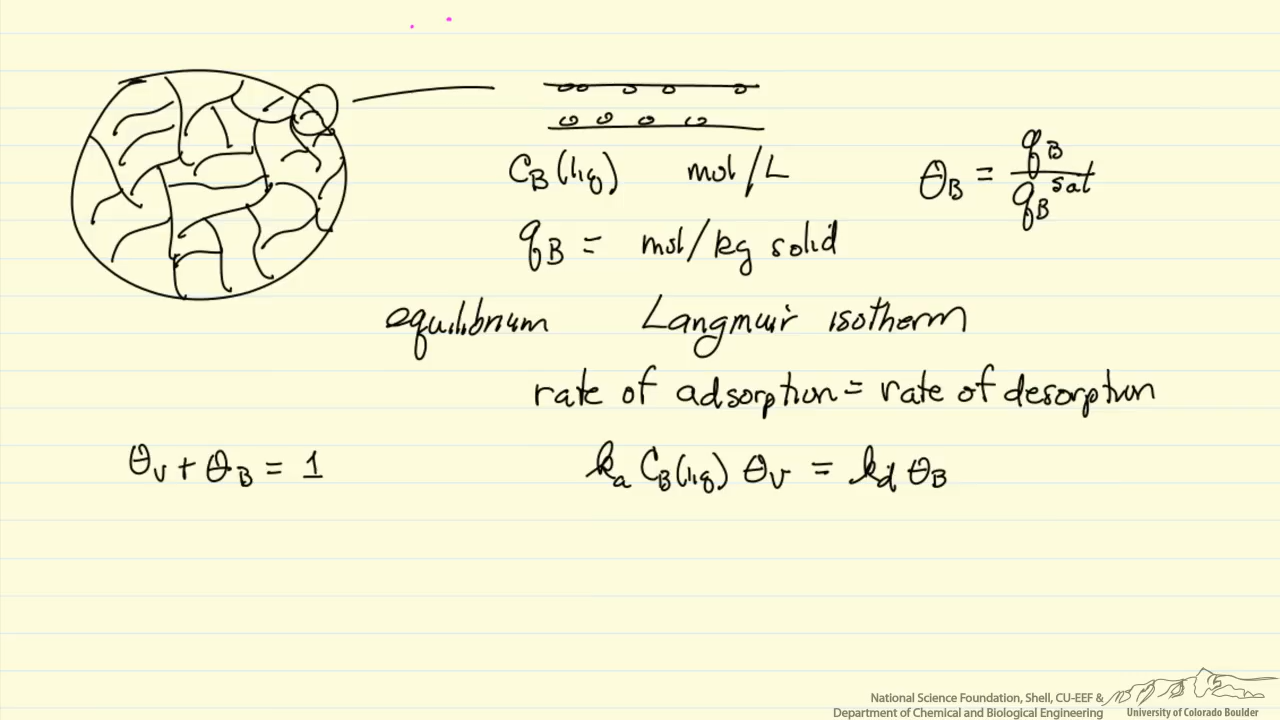 C_B(liq) mol/L
θ_B = q_B / q_B^sat
q_B = mol/kg solid
equilibrium Langmuir isotherm
rate of adsorption = rate of desorption
θ_v + θ_B = 1
k_a C_B(liq) θ_v = k_d θ_B
National Science Foundation, Shell, CU-EEF &
Department of Chemical and Biological Engineering
University of Colorado Boulder